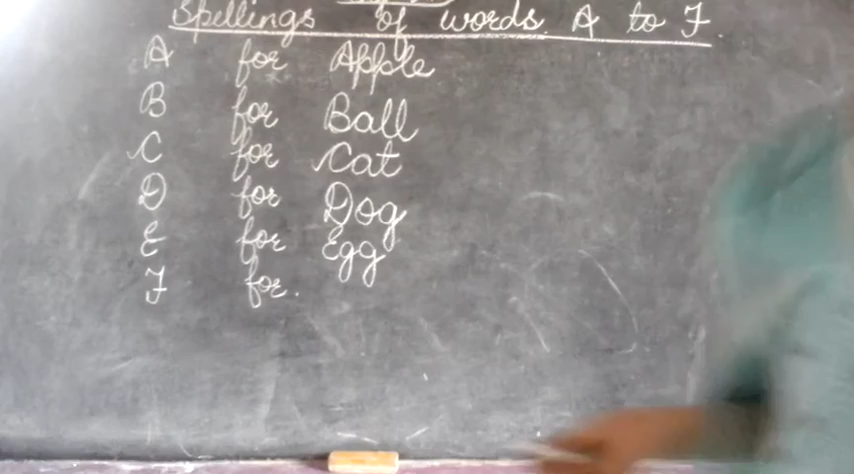 Spellings of words A to F
A for Apple
B for Ball
C for Cat
D for Dog
E for Egg
F for.